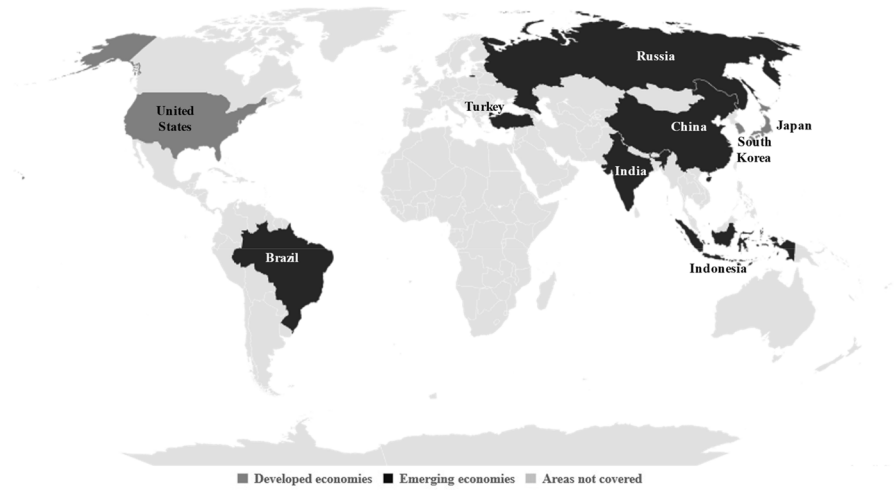 Russia
United
States
Turkey
China
Japan
South
Korea
India
Brazil
Indonesia
Developed economies Emerging economies Areas not covered